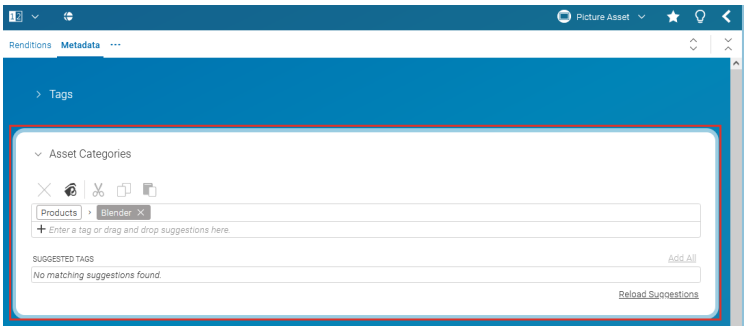 12 Picture Asset
Renditions Metadata ...
Tags
Asset Categories
Products > Blender ×
+ Enter a tag or drag and drop suggestions here.
SUGGESTED TAGS Add All
No matching suggestions found.
Reload Suggestions